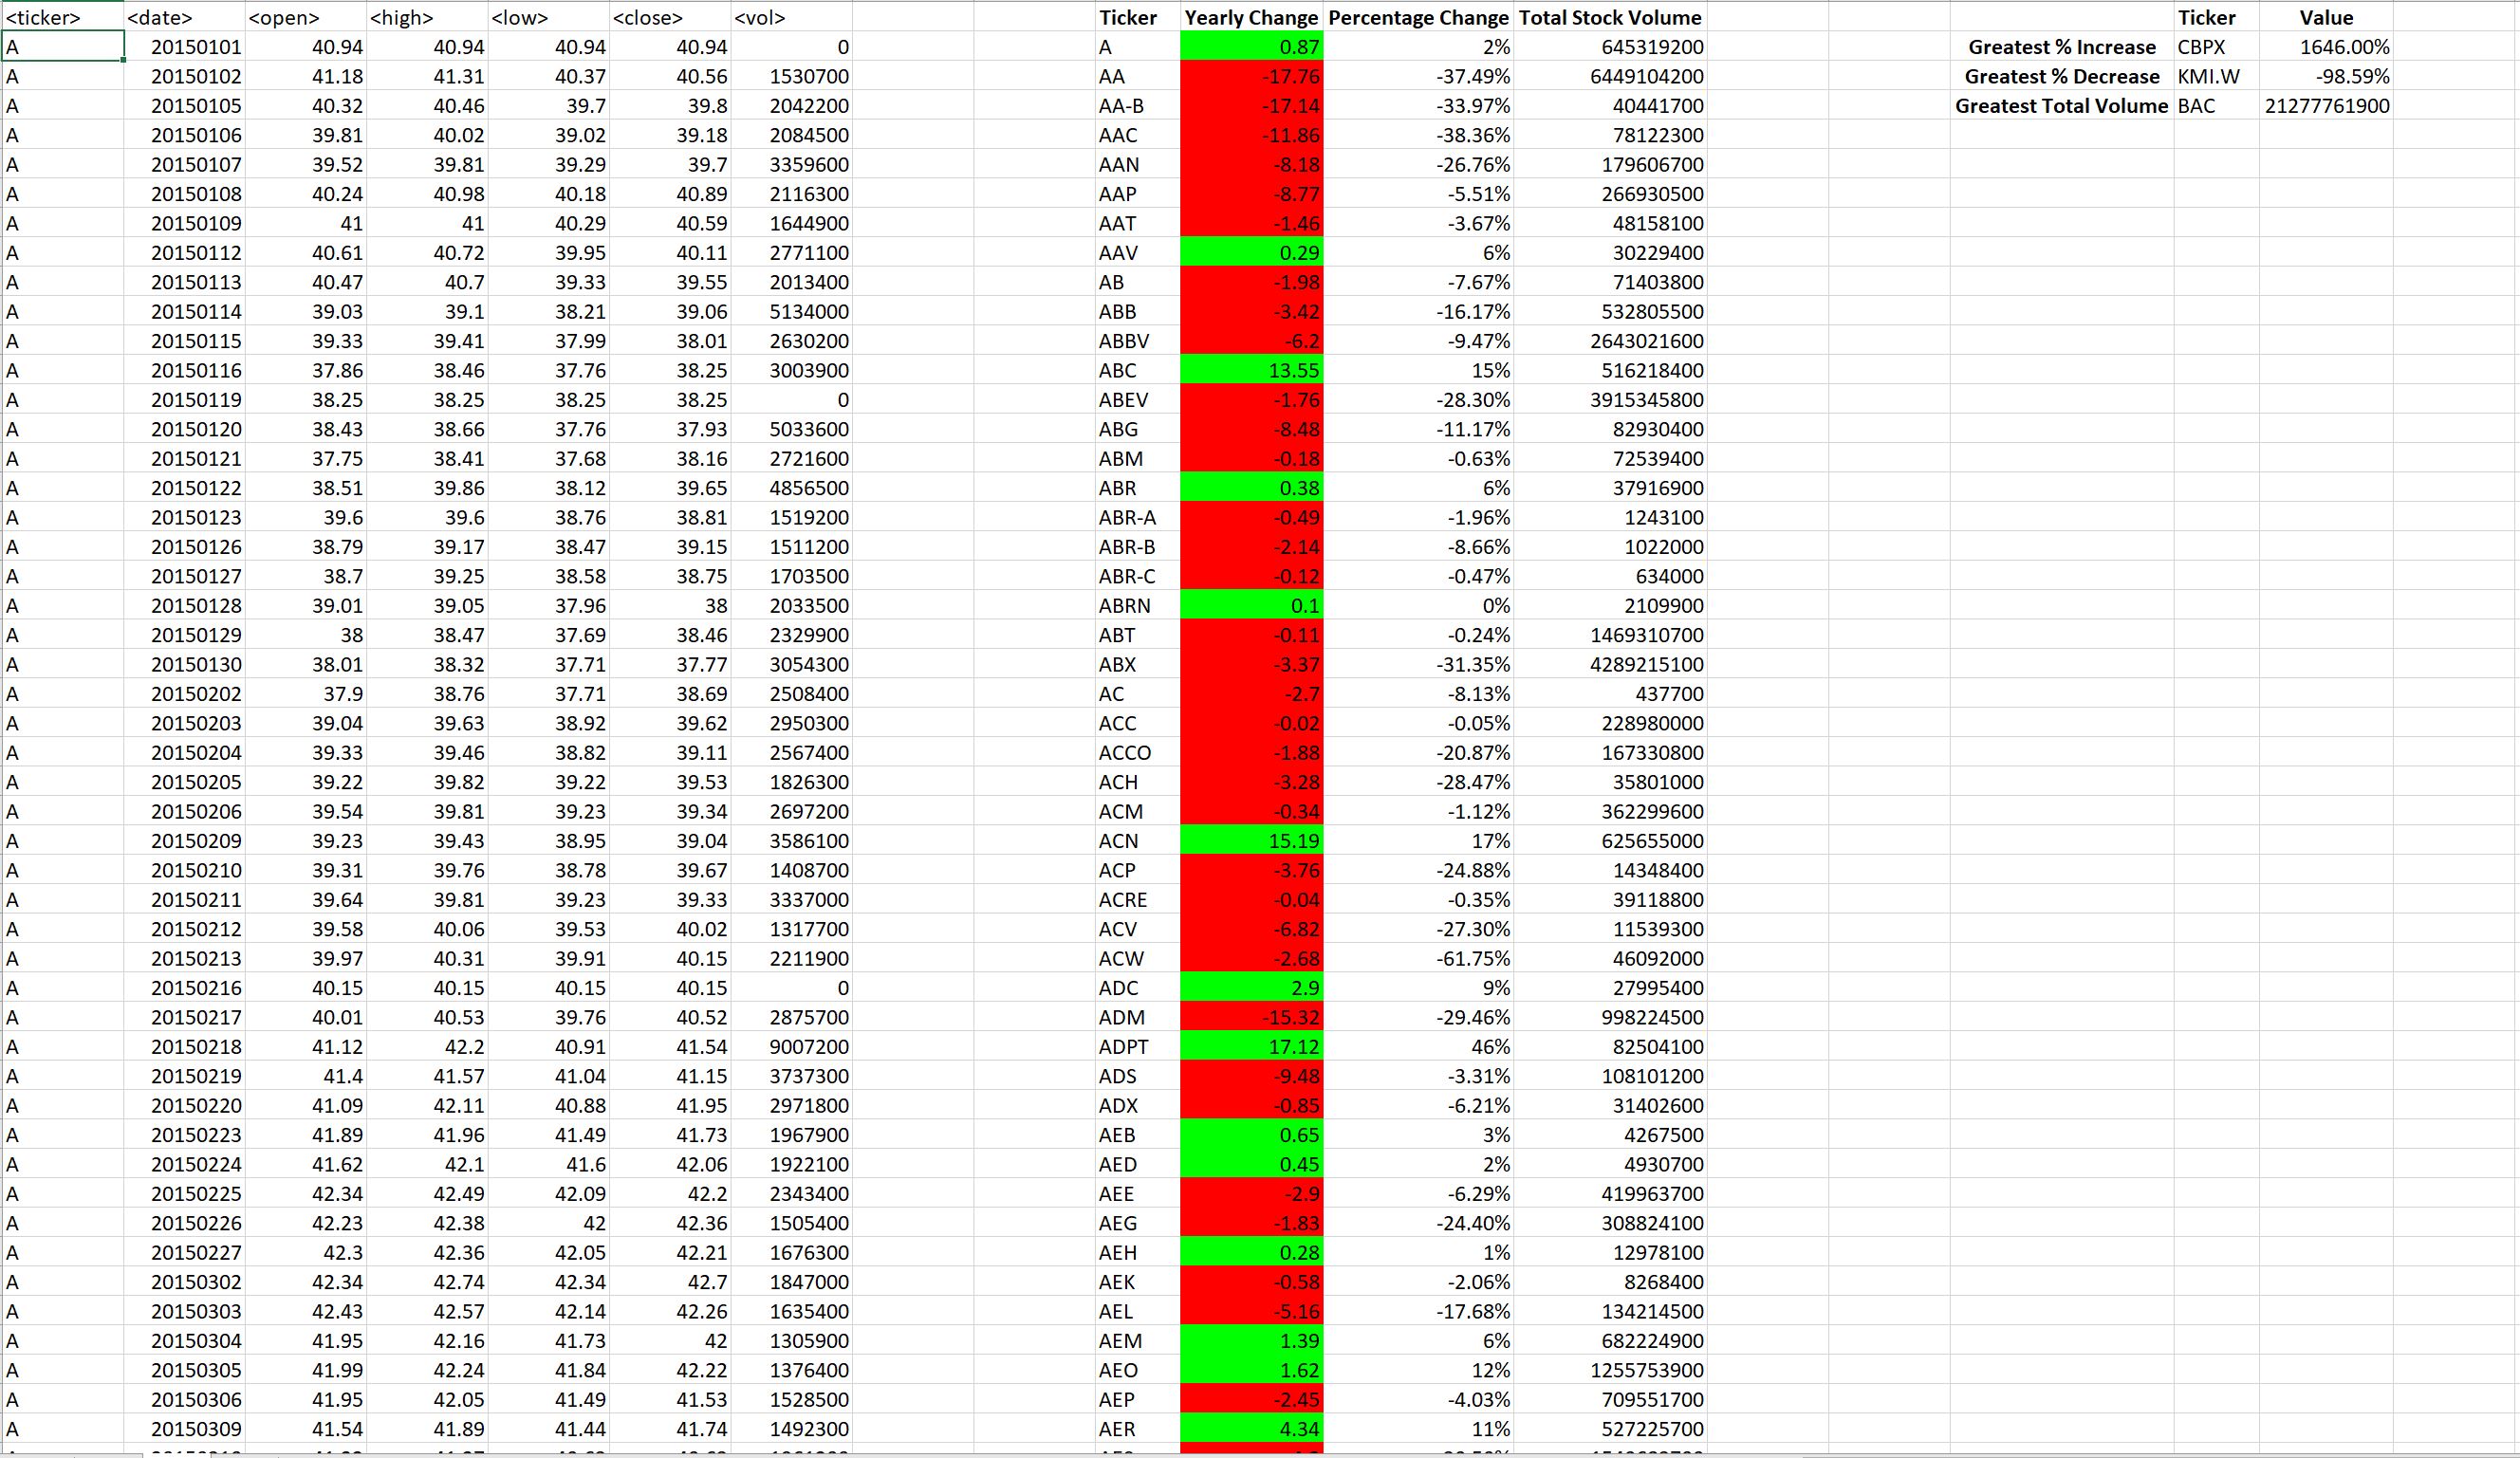 <ticker> <date> <open> <high> <low> <close> <vol> Ticker Yearly Change Percentage Change Total Stock Volume Ticker Value
A 20150101 40.94 40.94 40.94 40.94 0 A 0.87 2% 645319200 Greatest % Increase CBPX 1646.00%
A 20150102 41.18 41.31 40.37 40.56 1530700 AA -17.76 -37.49% 6449104200 Greatest % Decrease KMI.W -98.59%
A 20150105 40.32 40.46 39.7 39.8 2042200 AA-B -17.14 -33.97% 40441700 Greatest Total Volume BAC 21277761900
A 20150106 39.81 40.02 39.02 39.18 2084500 AAC -11.86 -38.36% 78122300
A 20150107 39.52 39.81 39.29 39.7 3359600 AAN -8.18 -26.76% 179606700
A 20150108 40.24 40.98 40.18 40.89 2116300 AAP -8.77 -5.51% 266930500
A 20150109 41 41 40.29 40.59 1644900 AAT -1.46 -3.67% 48158100
A 20150112 40.61 40.72 39.95 40.11 2771100 AAV 0.29 6% 30229400
A 20150113 40.47 40.7 39.33 39.55 2013400 AB -1.98 -7.67% 71403800
A 20150114 39.03 39.1 38.21 39.06 5134000 ABB -3.42 -16.17% 532805500
A 20150115 39.33 39.41 37.99 38.01 2630200 ABBV -6.2 -9.47% 2643021600
A 20150116 37.86 38.46 37.76 38.25 3003900 ABC 13.55 15% 516218400
A 20150119 38.25 38.25 38.25 38.25 0 ABEV -1.76 -28.30% 3915345800
A 20150120 38.43 38.66 37.76 37.93 5033600 ABG -8.48 -11.17% 82930400
A 20150121 37.75 38.41 37.68 38.16 2721600 ABM -0.18 -0.63% 72539400
A 20150122 38.51 39.86 38.12 39.65 4856500 ABR 0.38 6% 37916900
A 20150123 39.6 39.6 38.76 38.81 1519200 ABR-A -0.49 -1.96% 1243100
A 20150126 38.79 39.17 38.47 39.15 1511200 ABR-B -2.14 -8.66% 1022000
A 20150127 38.7 39.25 38.58 38.75 1703500 ABR-C -0.12 -0.47% 634000
A 20150128 39.01 39.05 37.96 38 2033500 ABRN 0.1 0% 2109900
A 20150129 38 38.47 37.69 38.46 2329900 ABT -0.11 -0.24% 1469310700
A 20150130 38.01 38.32 37.71 37.77 3054300 ABX -3.37 -31.35% 4289215100
A 20150202 37.9 38.76 37.71 38.69 2508400 AC -2.7 -8.13% 437700
A 20150203 39.04 39.63 38.92 39.62 2950300 ACC -0.02 -0.05% 228980000
A 20150204 39.33 39.46 38.82 39.11 2567400 ACCO -1.88 -20.87% 167330800
A 20150205 39.22 39.82 39.22 39.53 1826300 ACH -3.28 -28.47% 35801000
A 20150206 39.54 39.81 39.23 39.34 2697200 ACM -0.34 -1.12% 362299600
A 20150209 39.23 39.43 38.95 39.04 3586100 ACN 15.19 17% 625655000
A 20150210 39.31 39.76 38.78 39.67 1408700 ACP -3.76 -24.88% 14348400
A 20150211 39.64 39.81 39.23 39.33 3337000 ACRE -0.04 -0.35% 39118800
A 20150212 39.58 40.06 39.53 40.02 1317700 ACV -6.82 -27.30% 11539300
A 20150213 39.97 40.31 39.91 40.15 2211900 ACW -2.68 -61.75% 46092000
A 20150216 40.15 40.15 40.15 40.15 0 ADC 2.9 9% 27995400
A 20150217 40.01 40.53 39.76 40.52 2875700 ADM -15.32 -29.46% 998224500
A 20150218 41.12 42.2 40.91 41.54 9007200 ADPT 17.12 46% 82504100
A 20150219 41.4 41.57 41.04 41.15 3737300 ADS -9.48 -3.31% 108101200
A 20150220 41.09 42.11 40.88 41.95 2971800 ADX -0.85 -6.21% 31402600
A 20150223 41.89 41.96 41.49 41.73 1967900 AEB 0.65 3% 4267500
A 20150224 41.62 42.1 41.6 42.06 1922100 AED 0.45 2% 4930700
A 20150225 42.34 42.49 42.09 42.2 2343400 AEE -2.9 -6.29% 419963700
A 20150226 42.23 42.38 42 42.36 1505400 AEG -1.83 -24.40% 308824100
A 20150227 42.3 42.36 42.05 42.21 1676300 AEH 0.28 1% 12978100
A 20150302 42.34 42.74 42.34 42.7 1847000 AEK -0.58 -2.06% 8268400
A 20150303 42.43 42.57 42.14 42.26 1635400 AEL -5.16 -17.68% 134214500
A 20150304 41.95 42.16 41.73 42 1305900 AEM 1.39 6% 682224900
A 20150305 41.99 42.24 41.84 42.22 1376400 AEO 1.62 12% 1255753900
A 20150306 41.95 42.05 41.49 41.53 1528500 AEP -2.45 -4.03% 709551700
A 20150309 41.54 41.89 41.44 41.74 1492300 AER 4.34 11% 527225700